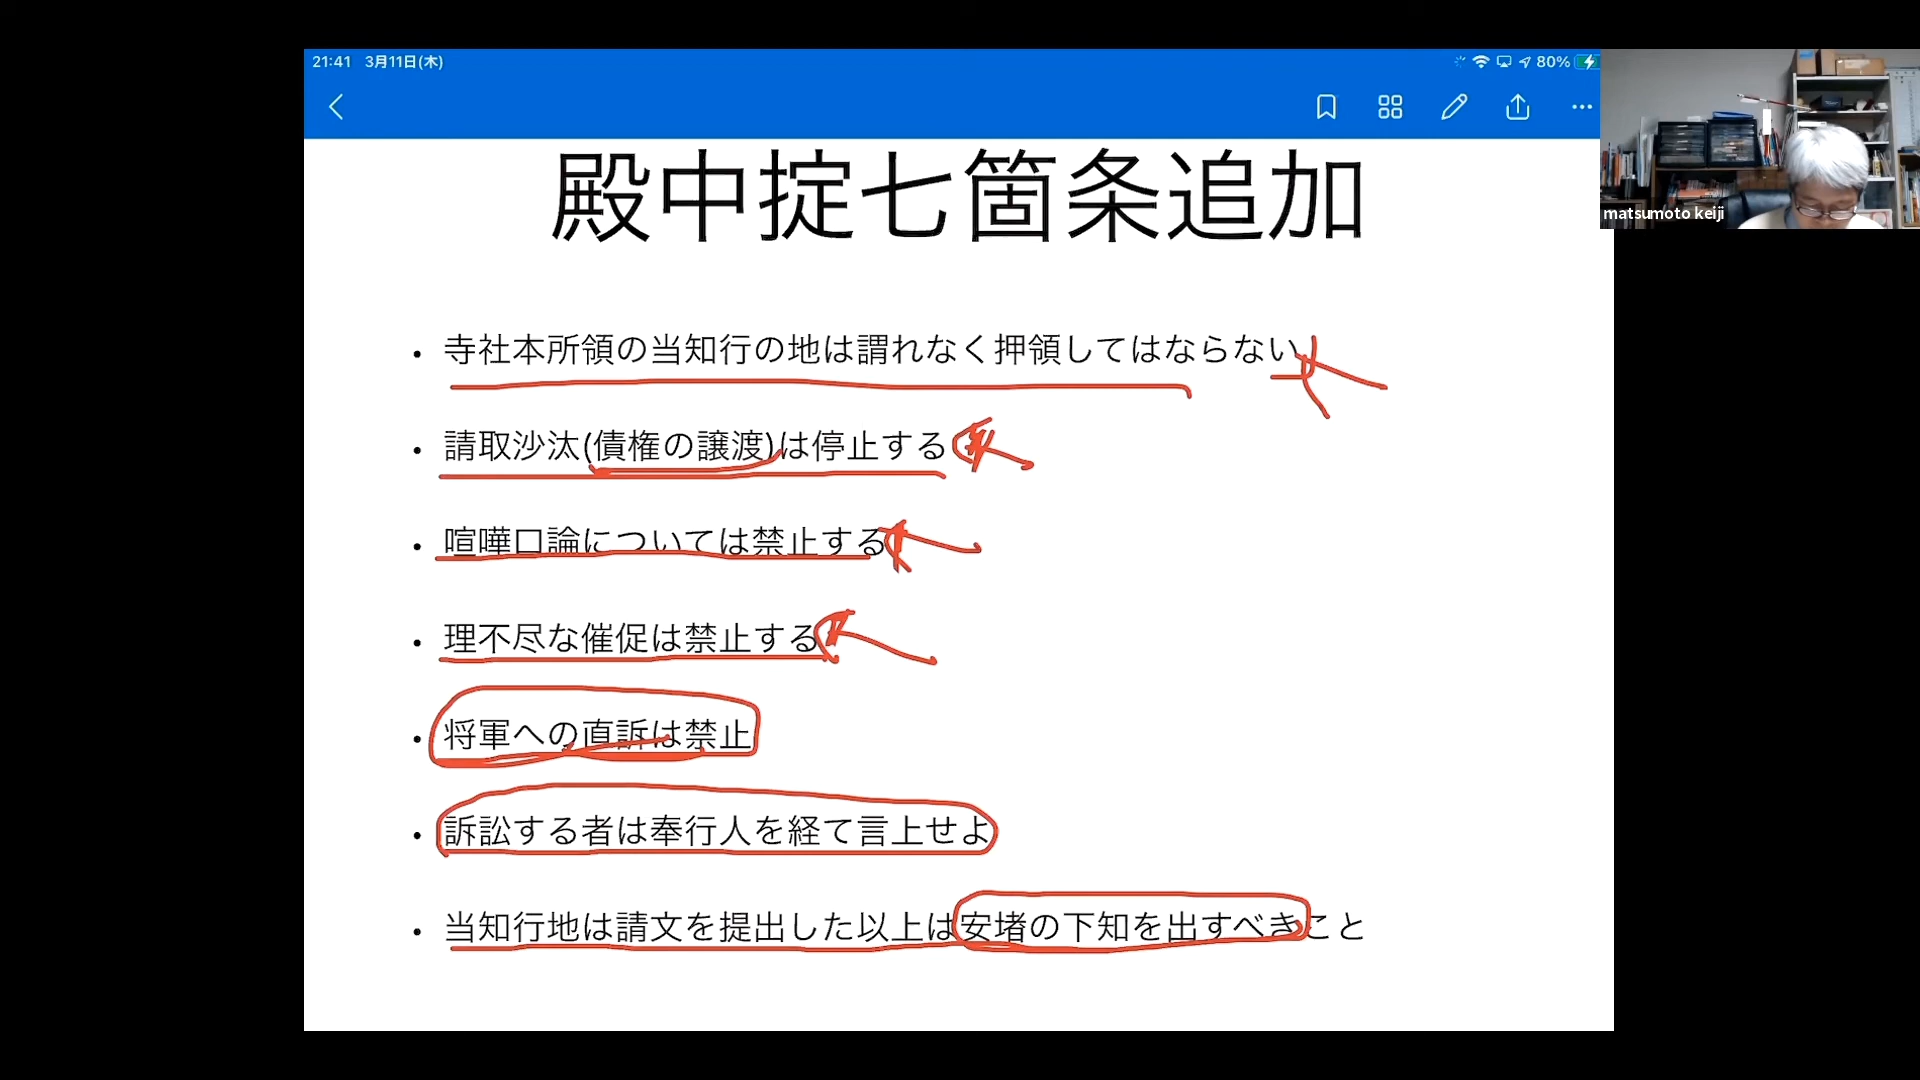 21:41 3月11日(木)
80%
殿中掟七箇条追加
matsumoto keiji
• 寺社本所領の当知行の地は謂れなく押領してはならない
• 請取沙汰(債権の譲渡)は停止する
• 喧嘩口論については禁止する
• 理不尽な催促は禁止する
• 将軍への直訴は禁止
• 訴訟する者は奉行人を経て言上せよ
• 当知行地は請文を提出した以上は安堵の下知を出すべきこと